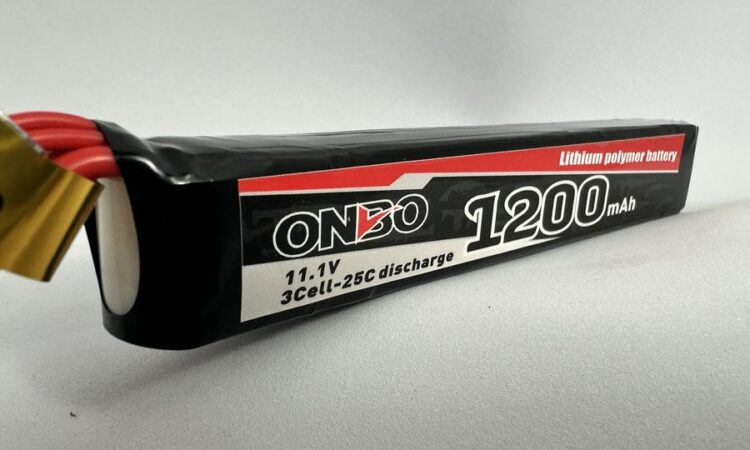 Lithium polymer battery
ONBO
1200mAh
11.1V
3Cell-25C discharge